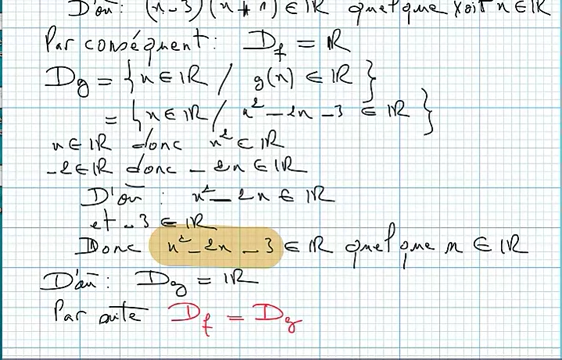 D'où : (x - 3)(x + 1) ∈ ℝ quelque soit x ∈ ℝ
Par conséquent : D_f = ℝ
D_g = { x ∈ ℝ / g(x) ∈ ℝ }
= { x ∈ ℝ / x² - 2x - 3 ∈ ℝ }
x ∈ ℝ donc x² ∈ ℝ
-2 ∈ ℝ donc -2x ∈ ℝ
D'où : x² - 2x ∈ ℝ
et -3 ∈ ℝ
Donc x² - 2x - 3 ∈ ℝ quelque x ∈ ℝ
D'où : D_g = ℝ
Par suite D_f = D_g